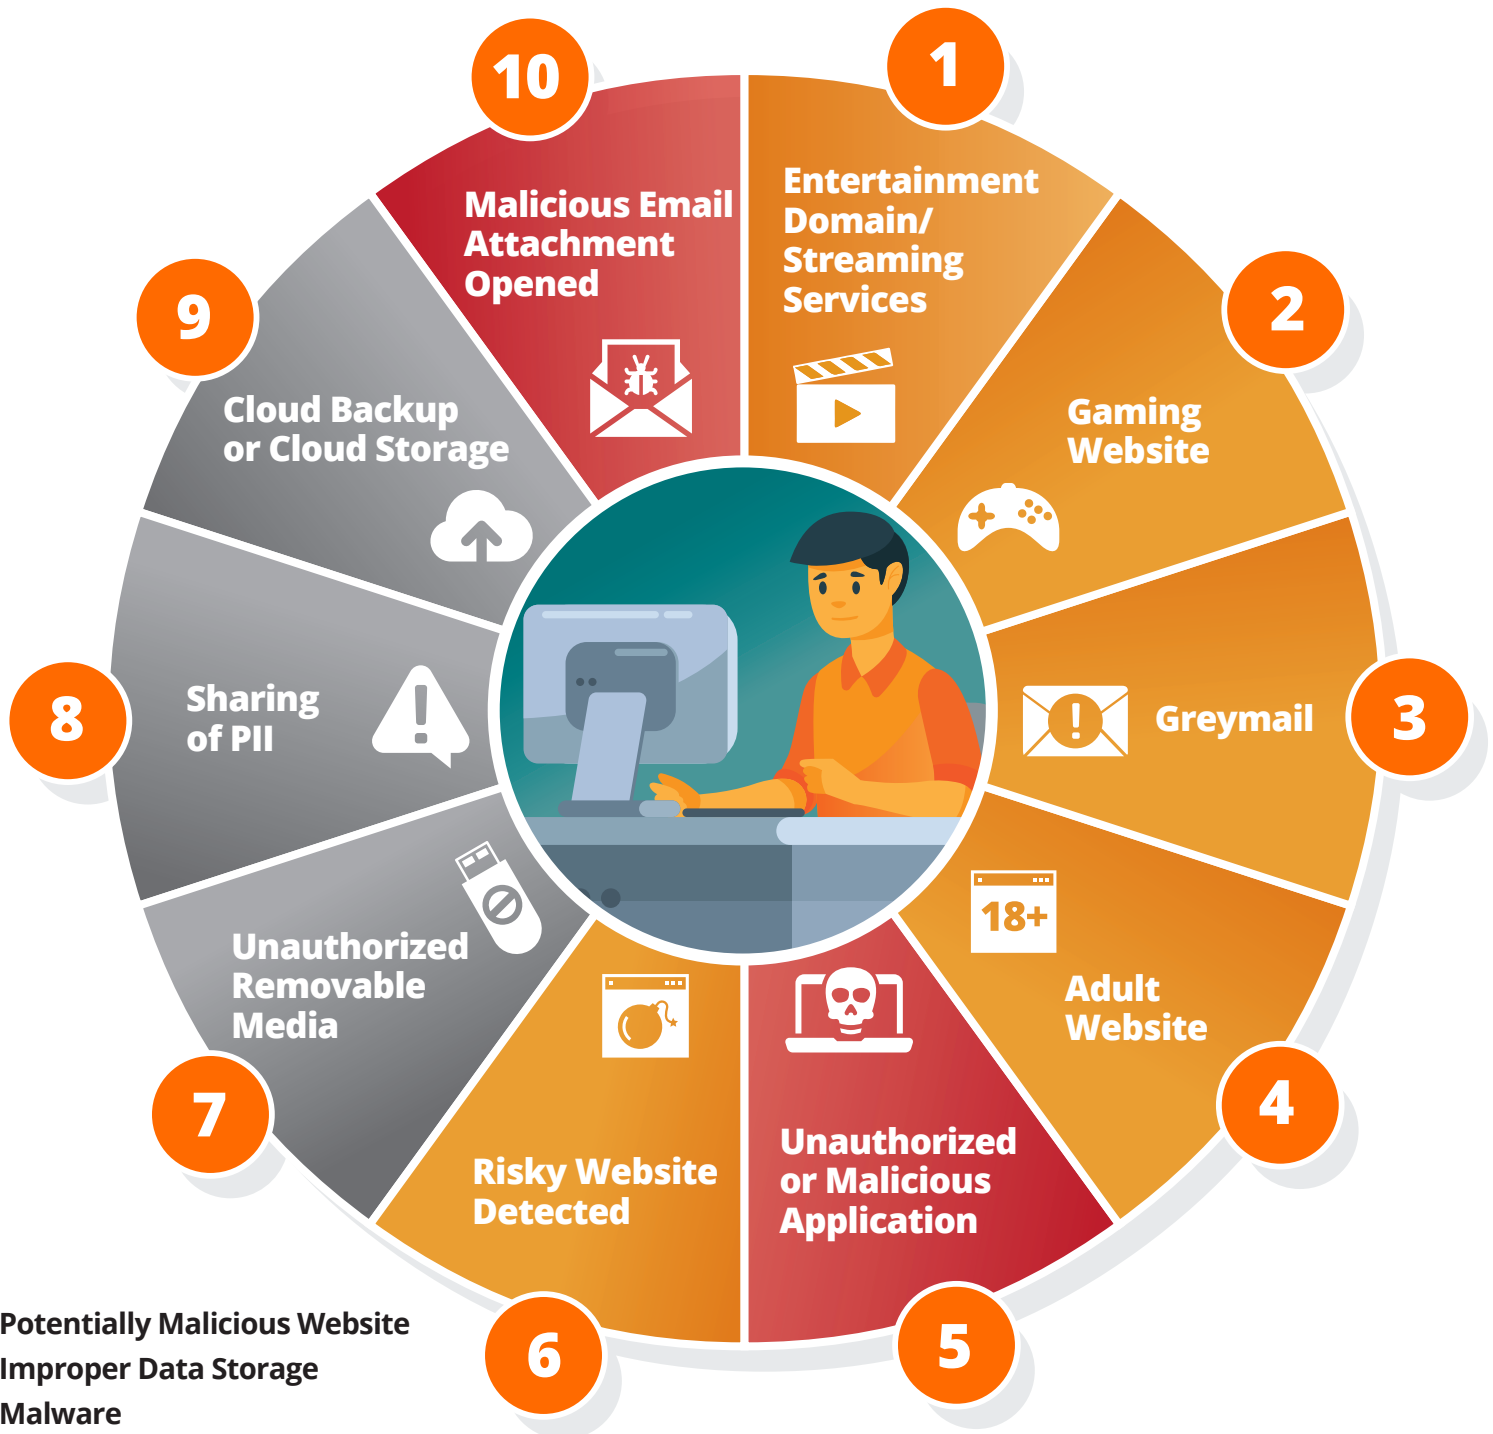 1
Entertainment
Domain/
Streaming
Services
2
Gaming
Website
3
Greymail
4
18+
Adult
Website
5
Unauthorized
or Malicious
Application
6
Risky Website
Detected
7
Unauthorized
Removable
Media
8
Sharing
of PII
9
Cloud Backup
or Cloud Storage
10
Malicious Email
Attachment
Opened
Potentially Malicious Website
Improper Data Storage
Malware